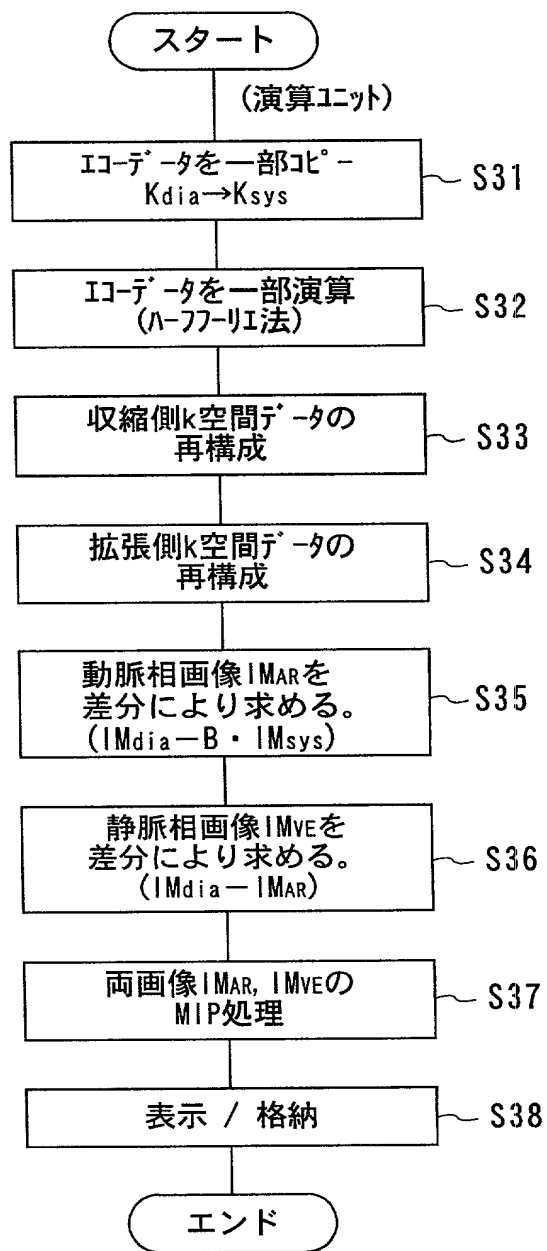 スタート
(演算ユニット)
エコーデータを一部コピー
Kdia→Ksys
S31
エコーデータを一部演算
(ハーフフーリエ法)
S32
収縮側k空間データの
再構成
S33
拡張側k空間データの
再構成
S34
動脈相画像IMARを
差分により求める。
(IMdia－B・IMsys)
S35
静脈相画像IMVEを
差分により求める。
(IMdia－IMAR)
S36
両画像IMAR, IMVEの
MIP処理
S37
表示 / 格納
S38
エンド